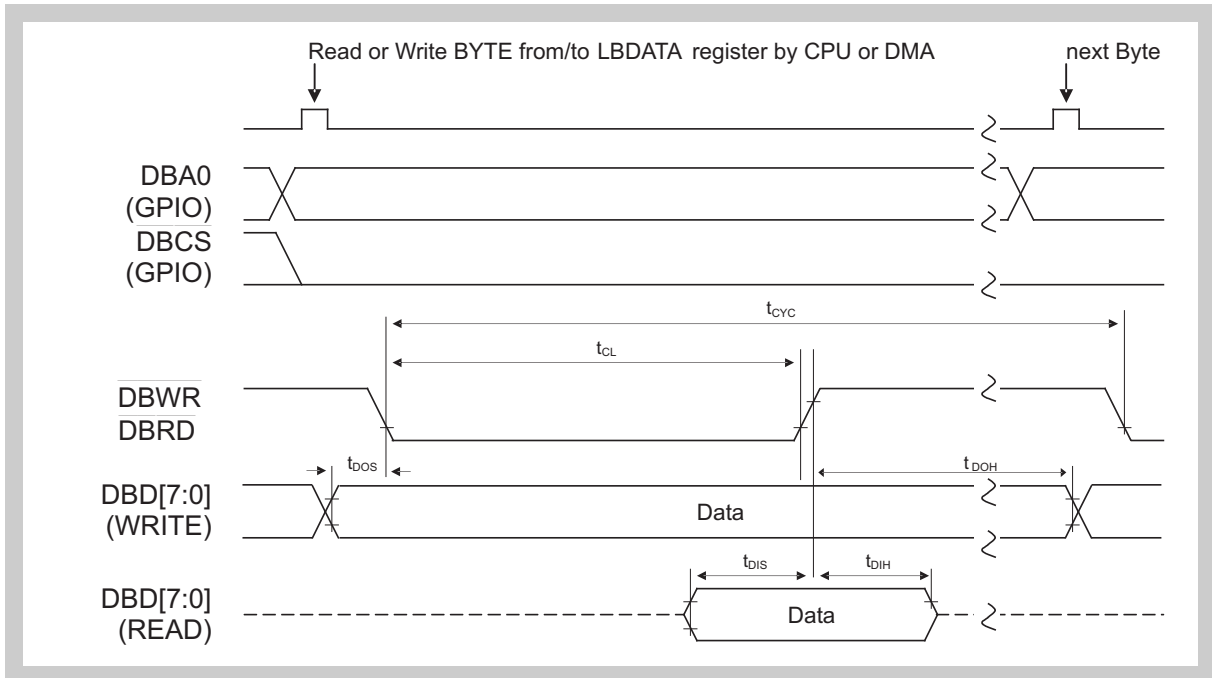 Read or Write BYTE from/to LBDATA register by CPU or DMA
next Byte
DBA0
(GPIO)
DBCS
(GPIO)
tCYC
tCL
DBWR
DBRD
tDOS
tDOH
DBD[7:0]
(WRITE)
Data
tDIS
tDIH
DBD[7:0]
(READ)
Data